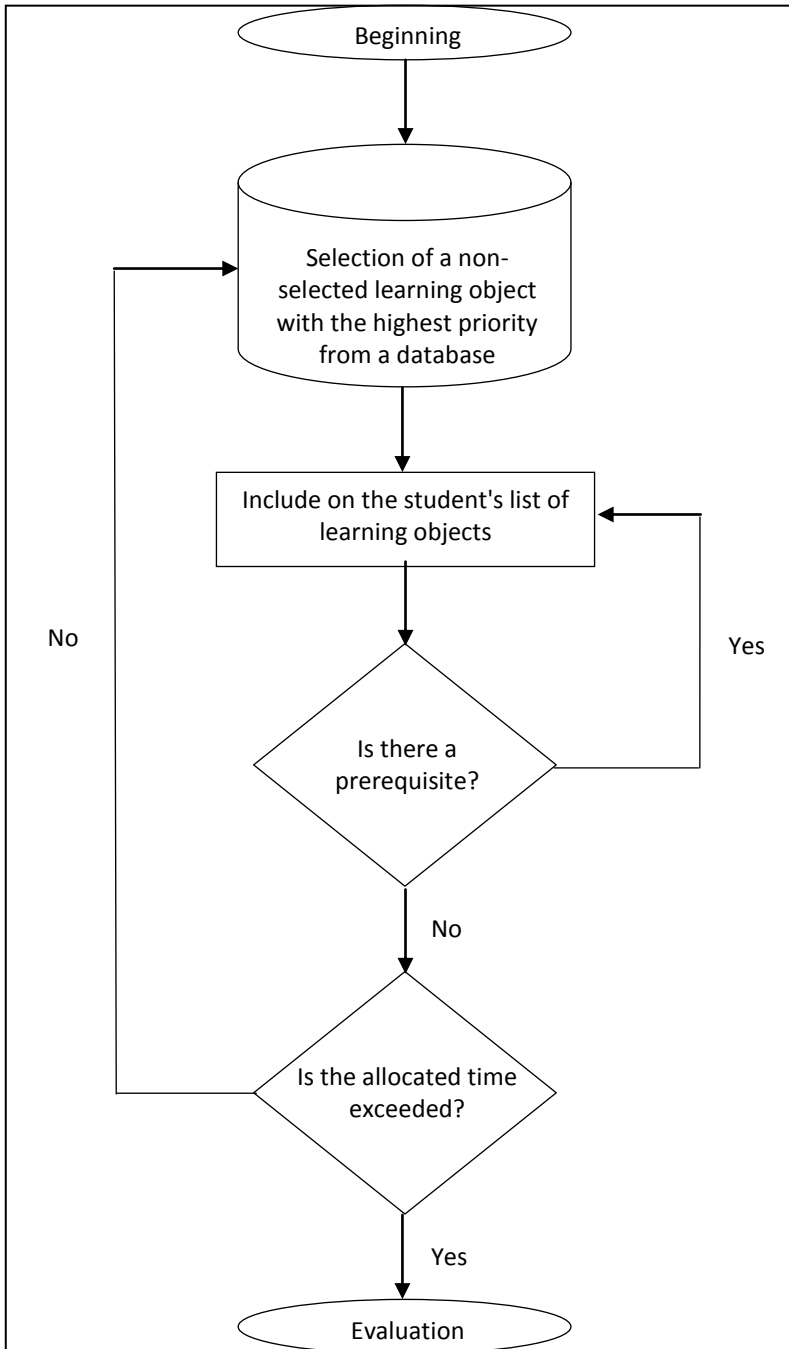 Beginning
Selection of a non-
selected learning object
with the highest priority
from a database
Include on the student's list of
learning objects
No
Yes
Is there a
prerequisite?
No
Is the allocated time
exceeded?
Yes
Evaluation